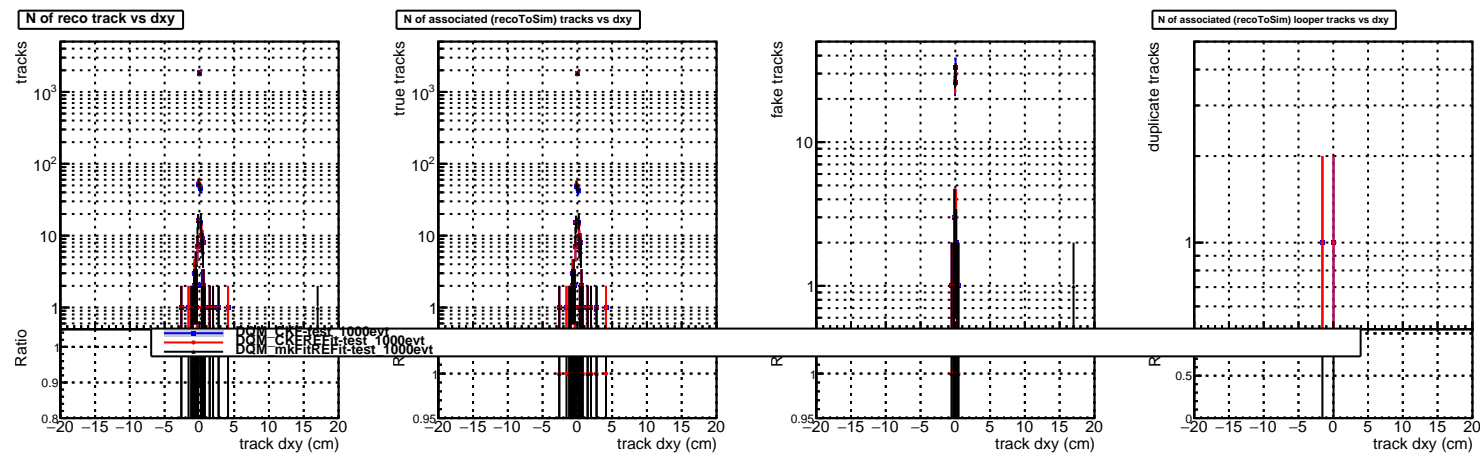 N of reco track vs dxy
N of associated (recoToSim) tracks vs dxy
N of associated (recoToSim) looper tracks vs dxy
tracks
10³
10²
10
1
Ratio
1
0.9
0.8
−20 −15 −10 −5 0 5 10 15 20
track dxy (cm)
true tracks
10³
10²
10
1
1
0.95
−20 −15 −10 −5 0 5 10 15 20
track dxy (cm)
fake tracks
10
1
1
0.95
−20 −15 −10 −5 0 5 10 15 20
track dxy (cm)
duplicate tracks
1
0.5
0
−20 −15 −10 −5 0 5 10 15 20
track dxy (cm)
DQM_CKF-test_1000evt
DQM_CKFREFit-test_1000evt
DQM_mkFitREFit-test_1000evt